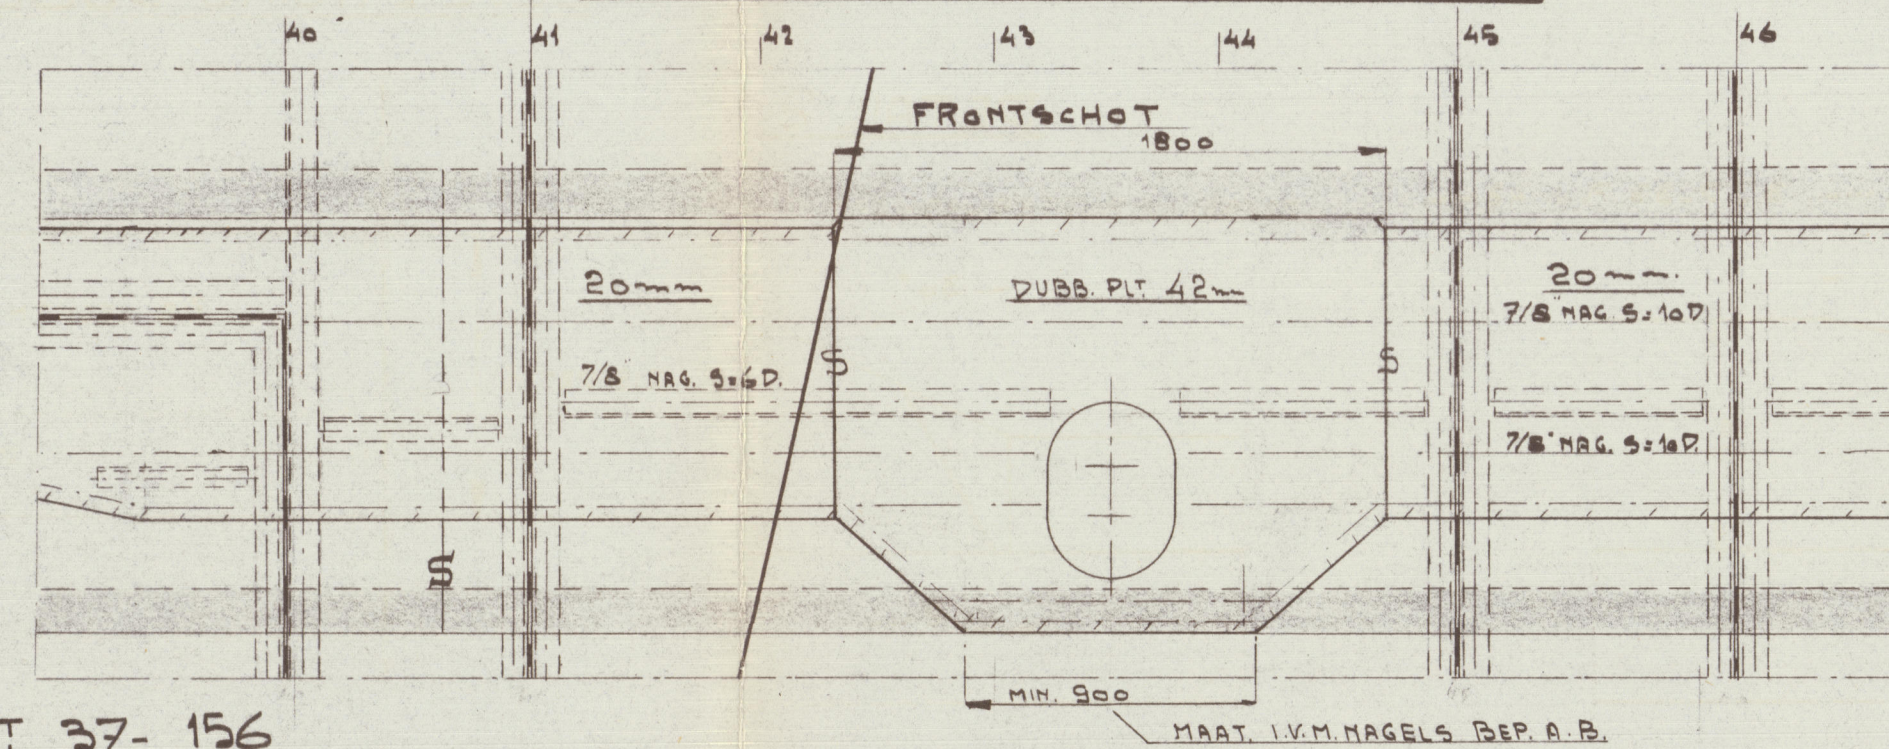 40 41 42 43 44 45 46
FRONTSCHOT
1800
20mm
DUBB. PLT. 42mm
20mm.
7/8" NAG. S=10D
S
S
7/8 NAG. S=6D.
7/8" NAG. S=10D.
S
MIN. 900
MAAT. I.V.M. NAGELS BEP. A.B.
T 37- 156